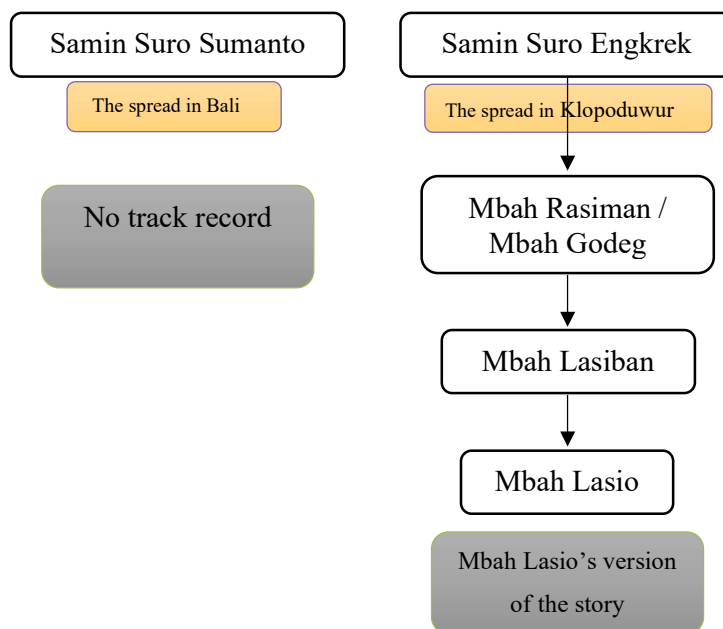 Samin Suro Sumanto
The spread in Bali
No track record
Samin Suro Engkrek
The spread in Klopoduwur
Mbah Rasiman /
Mbah Godeg
Mbah Lasiban
Mbah Lasio
Mbah Lasio’s version
of the story